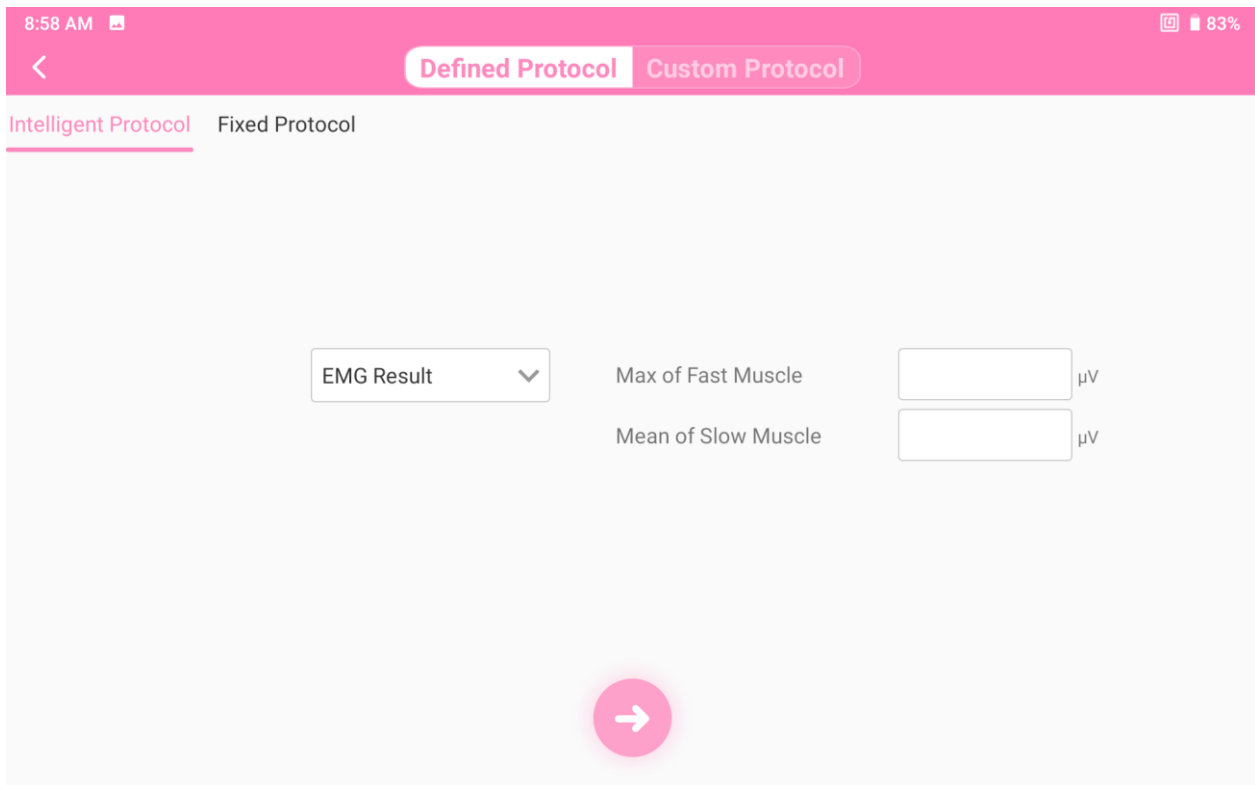 8:58 AM 83%
Defined Protocol Custom Protocol
Intelligent Protocol Fixed Protocol
EMG Result Max of Fast Muscle µV
Mean of Slow Muscle µV